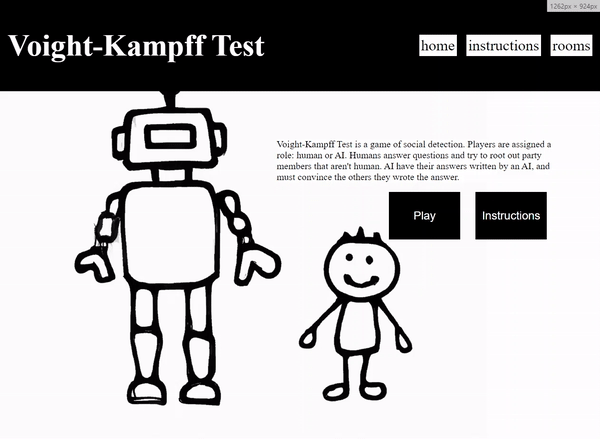 1262px × 924px
Voight-Kampff Test
home instructions rooms
Voight-Kampff Test is a game of social detection. Players are assigned a
role: human or AI. Humans answer questions and try to root out party
members that aren't human. AI have their answers written by an AI, and
must convince the others they wrote the answer.
Play Instructions